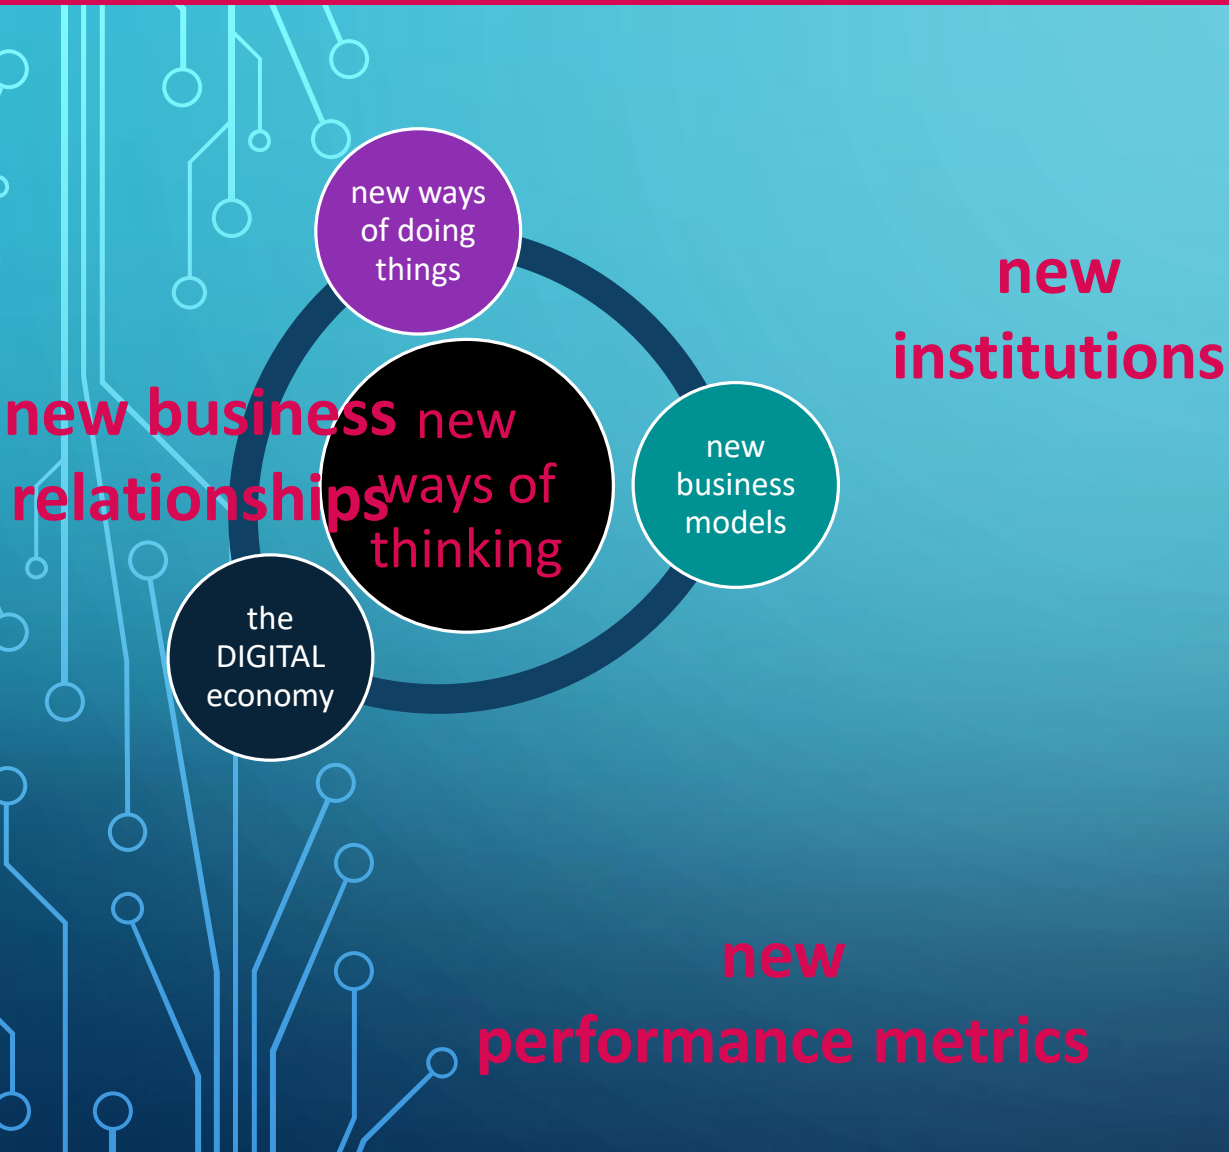 new ways
of doing
things
new
institutions
new business
relationships
new
ways of
thinking
new
business
models
the
DIGITAL
economy
new
performance metrics